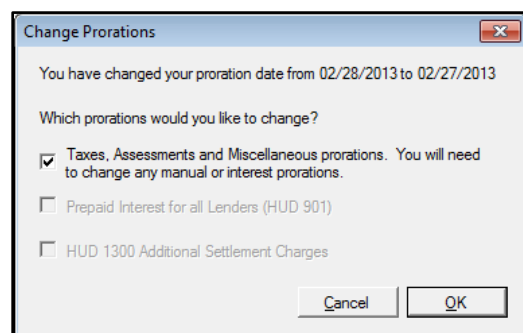 Change Prorations
You have changed your proration date from 02/28/2013 to 02/27/2013
Which prorations would you like to change?
Taxes, Assessments and Miscellaneous prorations.  You will need
to change any manual or interest prorations.
Prepaid Interest for all Lenders (HUD 901)
HUD 1300 Additional Settlement Charges
Cancel OK